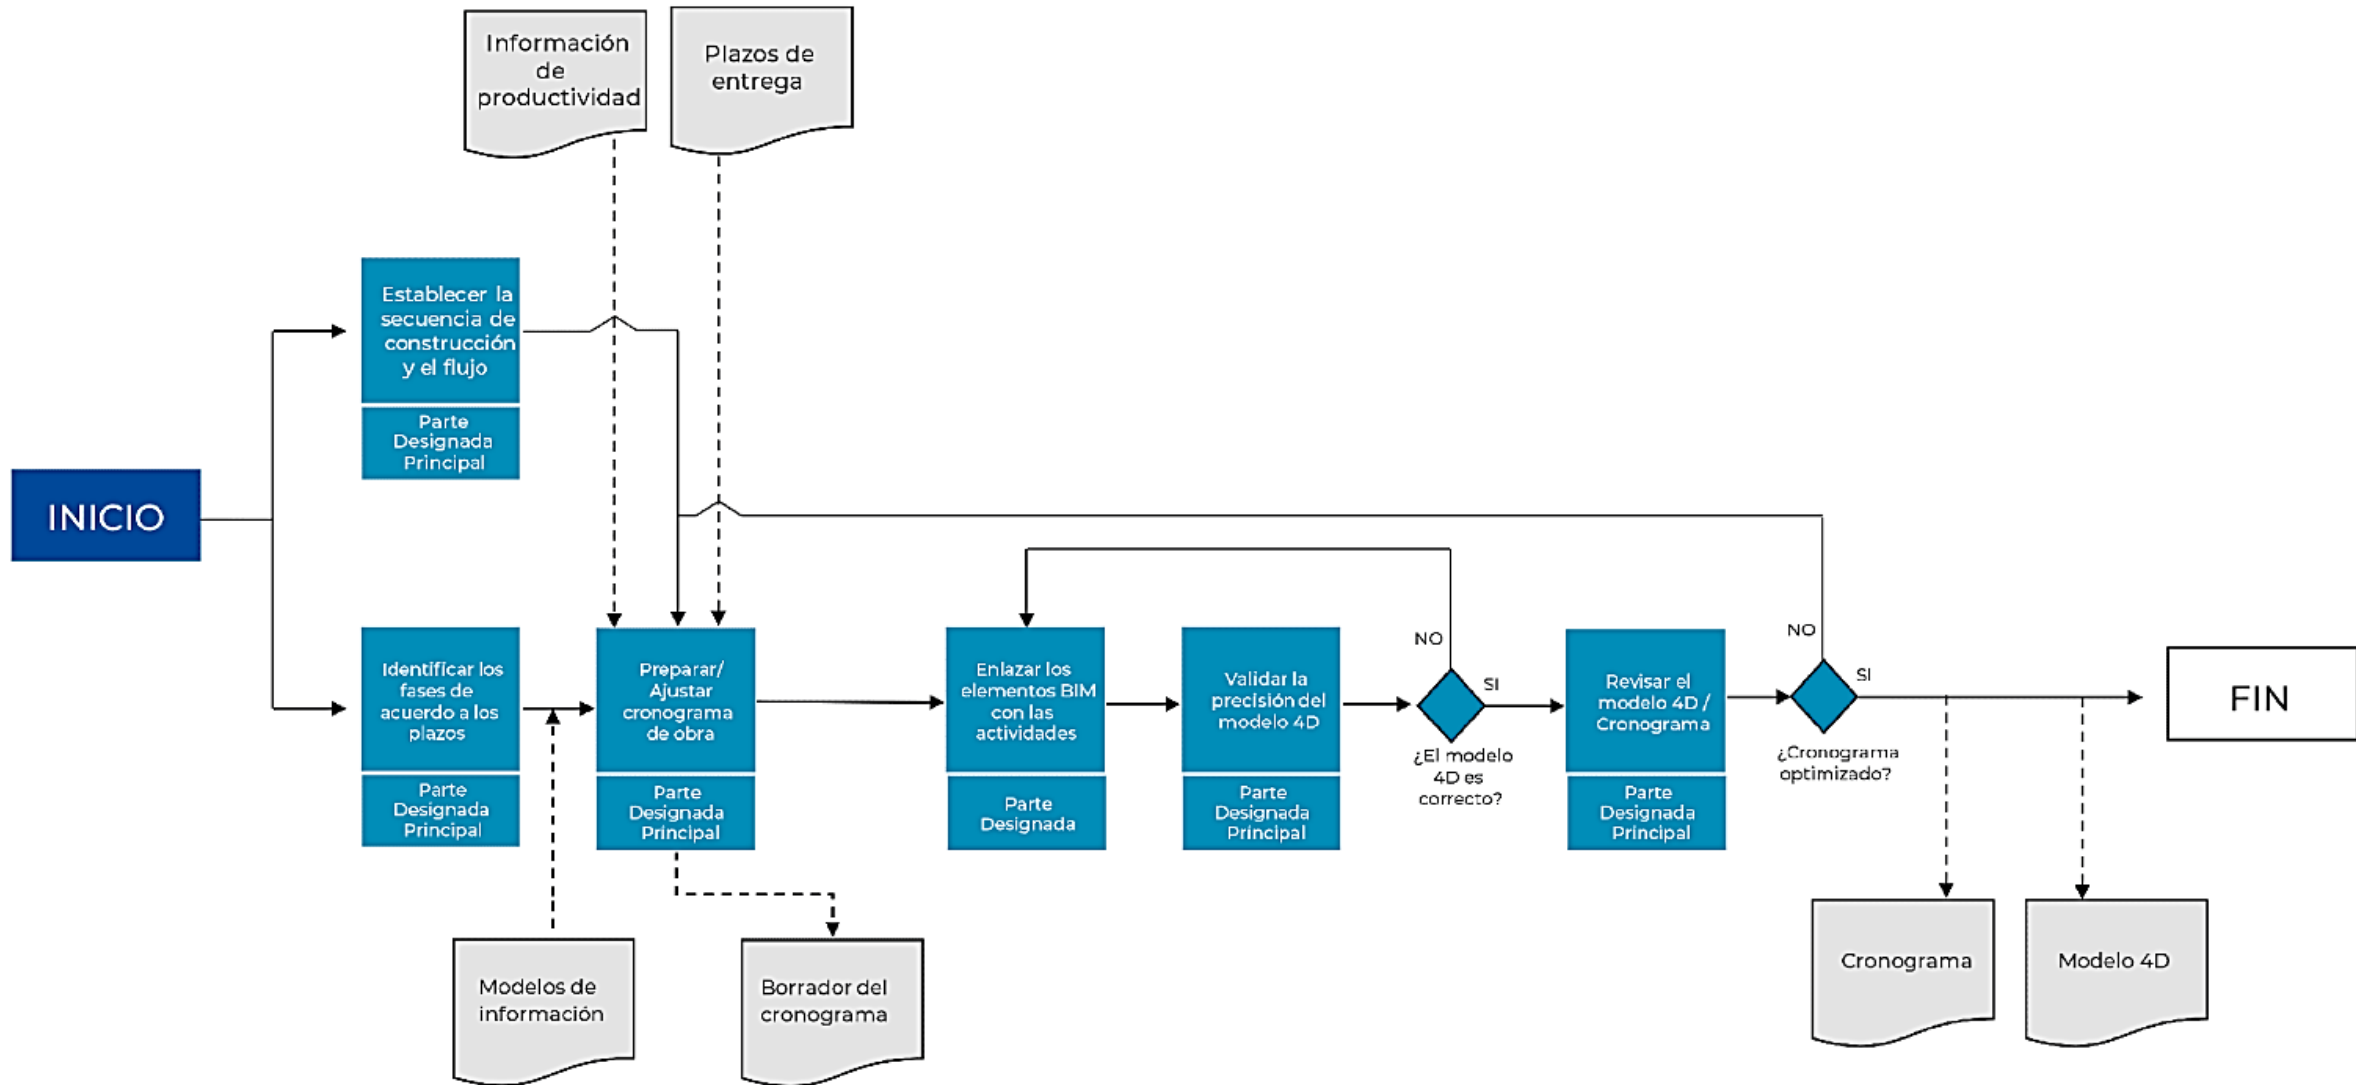 Información
de
productividad
Plazos de
entrega
Establecer la
secuencia de
construcción
y el flujo
Parte
Designada
Principal
INICIO
Identificar los
fases de
acuerdo a los
plazos
Parte
Designada
Principal
Preparar/
Ajustar
cronograma
de obra
Parte
Designada
Principal
Enlazar los
elementos BIM
con las
actividades
Parte
Designada
Validar la
precisión del
modelo 4D
Parte
Designada
Principal
NO
SI
¿El modelo
4D es
correcto?
Revisar el
modelo 4D /
Cronograma
Parte
Designada
Principal
NO
SI
¿Cronograma
optimizado?
FIN
Modelos de
información
Borrador del
cronograma
Cronograma
Modelo 4D